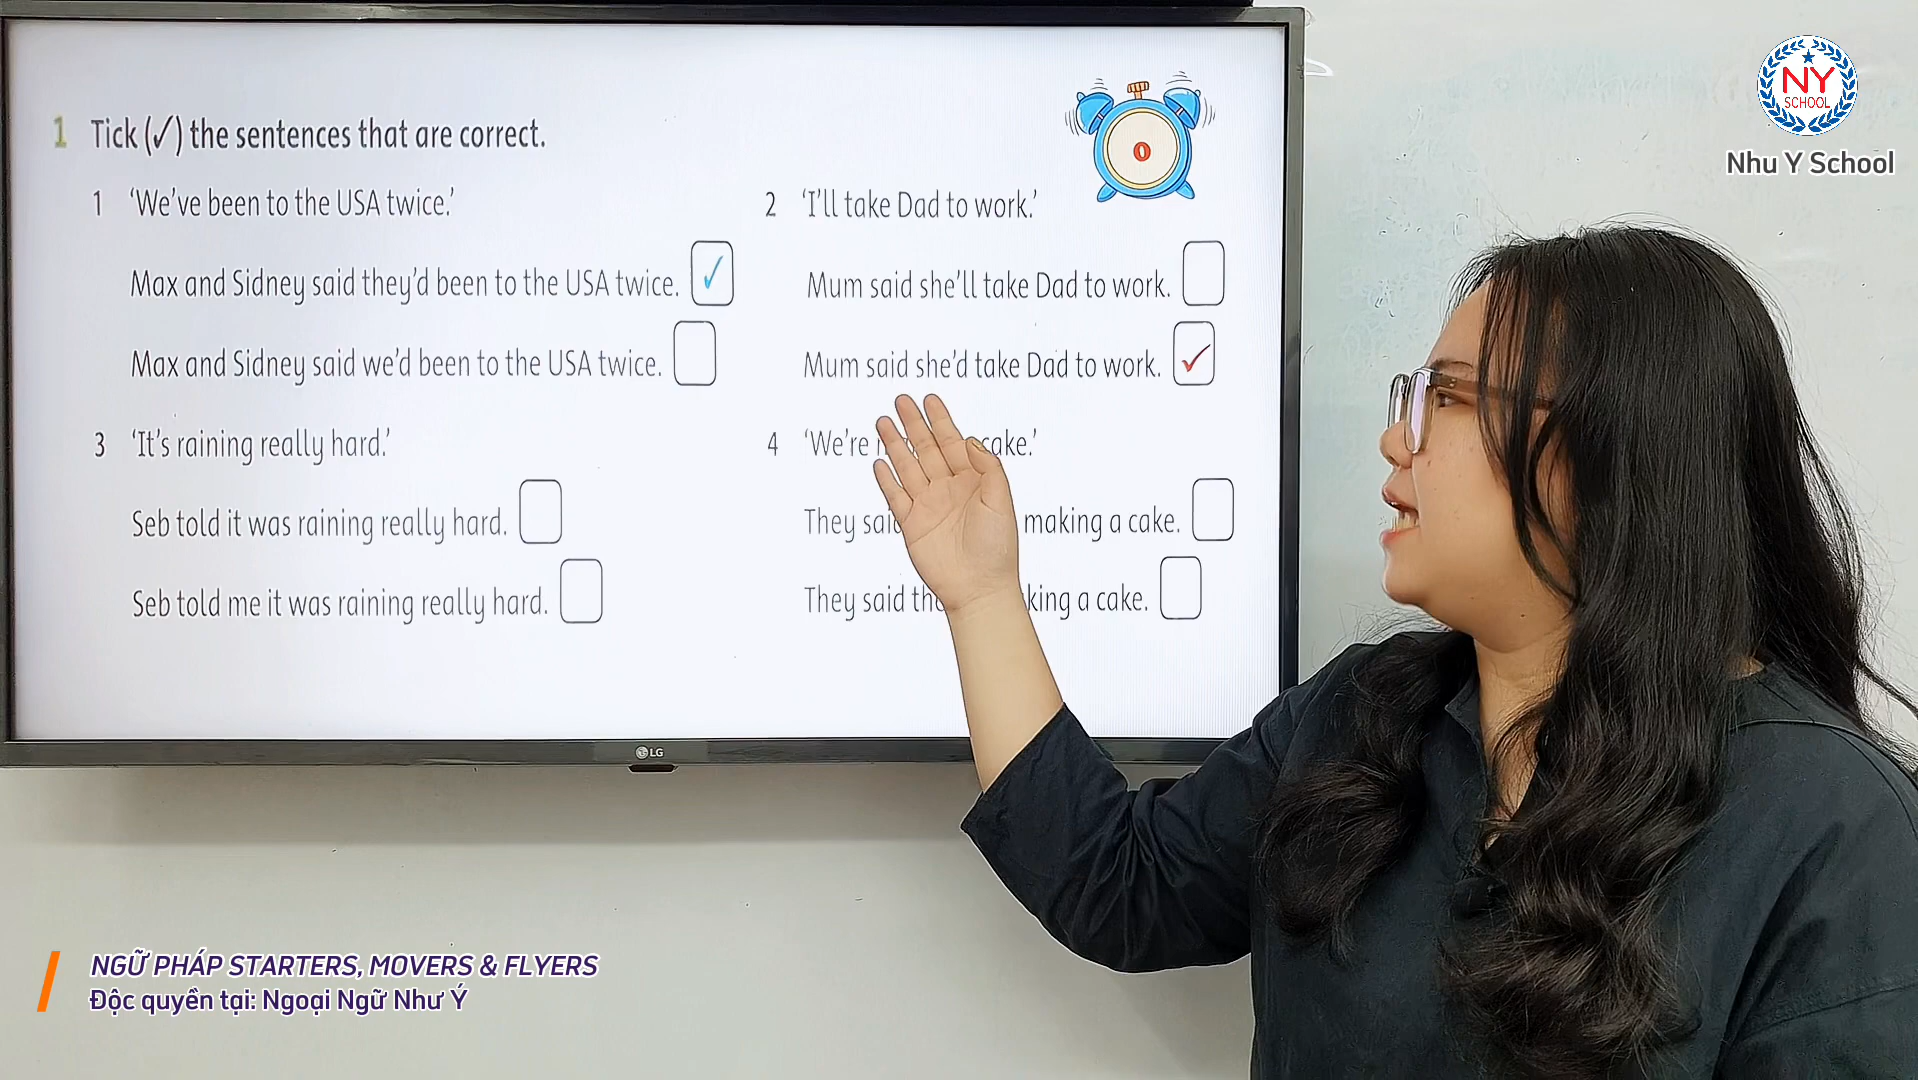 1 Tick (✓) the sentences that are correct.
1 ‘We’ve been to the USA twice.’
Max and Sidney said they’d been to the USA twice. ✓
Max and Sidney said we’d been to the USA twice.
2 ‘I’ll take Dad to work.’
Mum said she’ll take Dad to work.
Mum said she’d take Dad to work. ✓
3 ‘It’s raining really hard.’
Seb told it was raining really hard.
Seb told me it was raining really hard.
4 ‘We’re cake.’
They said making a cake.
They said a cake.
0
LG
NY
SCHOOL
Nhu Y School
NGỮ PHÁP STARTERS, MOVERS & FLYERS
Độc quyền tại: Ngoại Ngữ Như Ý